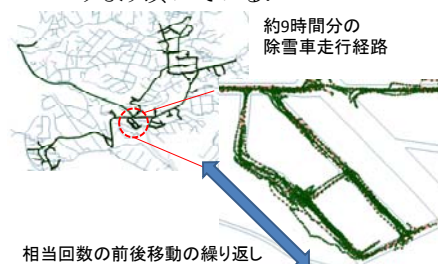 約9時間分の
除雪車走行経路
相当回数の前後移動の繰り返し